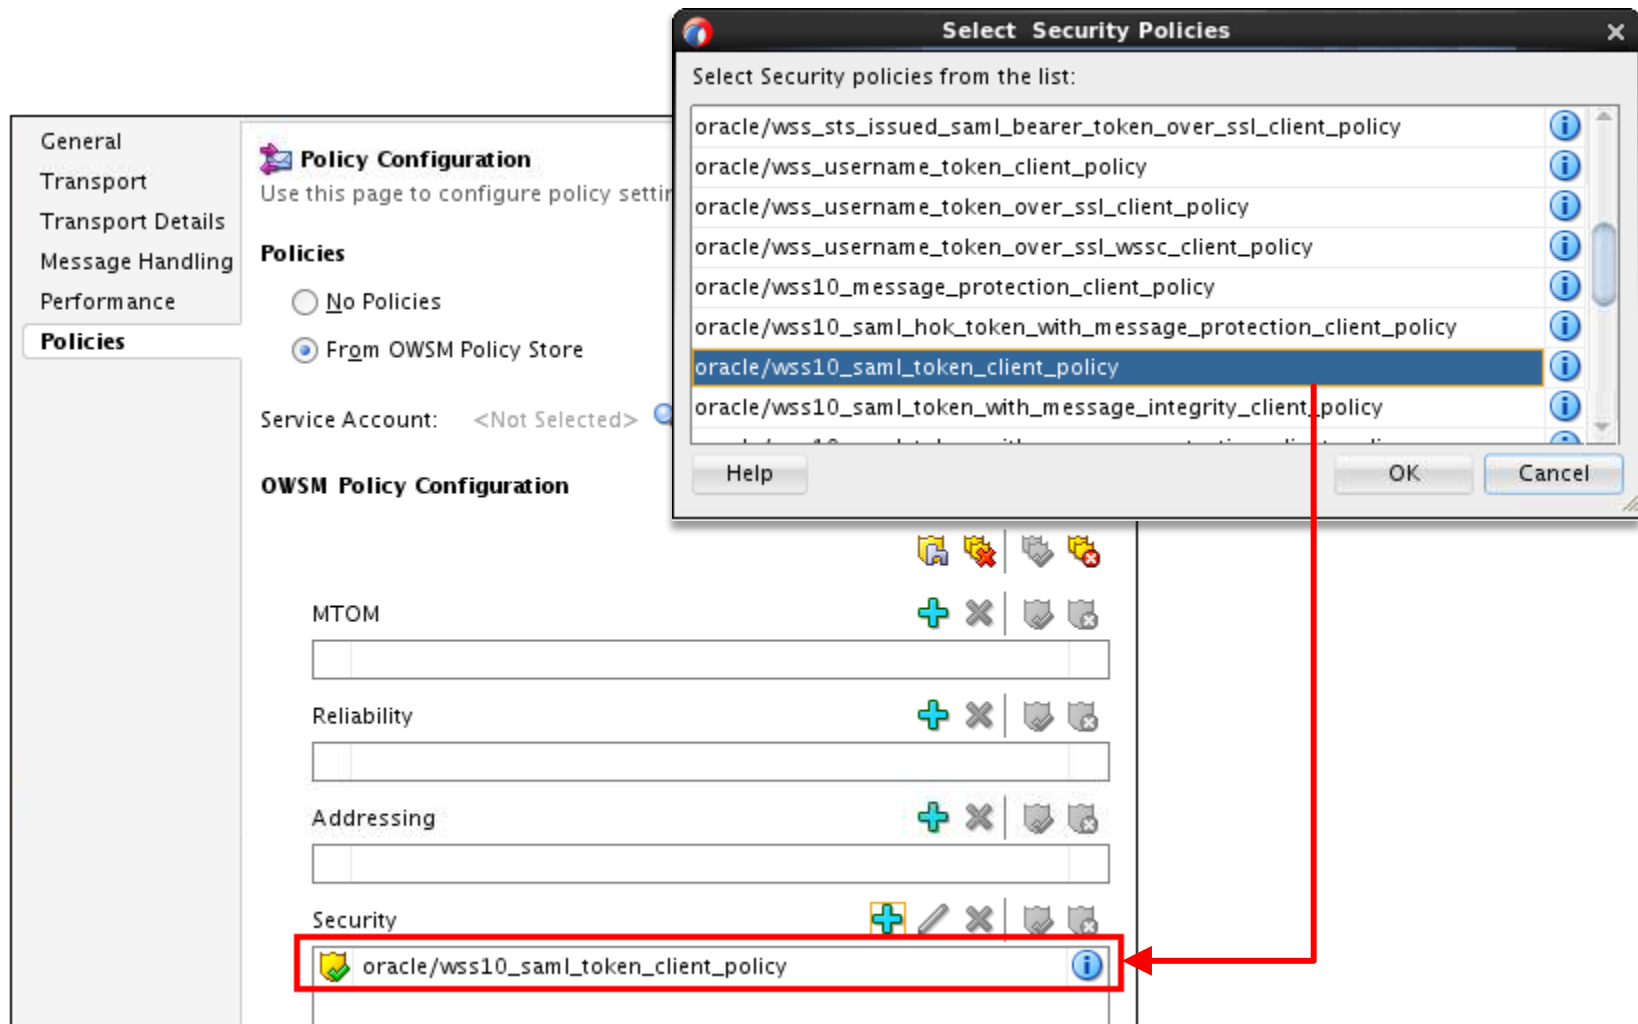 Select Security Policies
Select Security policies from the list:
oracle/wss_sts_issued_saml_bearer_token_over_ssl_client_policy
oracle/wss_username_token_client_policy
oracle/wss_username_token_over_ssl_client_policy
oracle/wss_username_token_over_ssl_wssc_client_policy
oracle/wss10_message_protection_client_policy
oracle/wss10_saml_hok_token_with_message_protection_client_policy
oracle/wss10_saml_token_client_policy
oracle/wss10_saml_token_with_message_integrity_client_policy
Help
OK
Cancel
General
Transport
Transport Details
Message Handling
Performance
Policies
Policy Configuration
Use this page to configure policy
Policies
No Policies
From OWSM Policy Store
Service Account: <Not Selected>
OWSM Policy Configuration
MTOM
Reliability
Addressing
Security
oracle/wss10_saml_token_client_policy